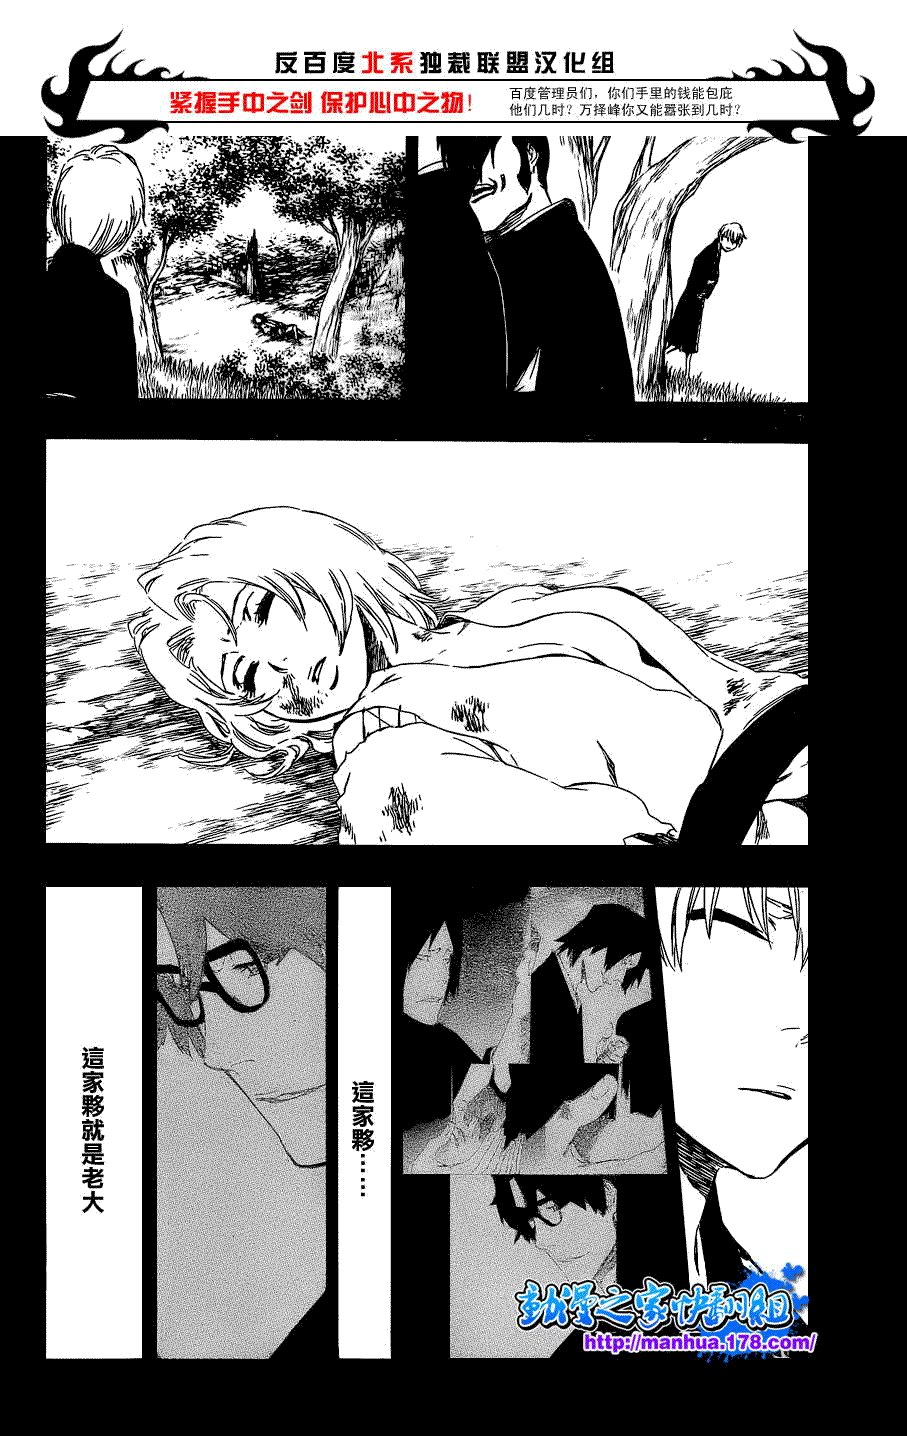 反百度北系独裁联盟汉化组
紧握手中之剑 保护心中之物!
百度管理员们，你们手里的钱能包庇
他们几时？万择峰你又能嚣张到几时？
這家夥……
這家夥就是老大
動漫之家快翻組
http://manhua.178.com/